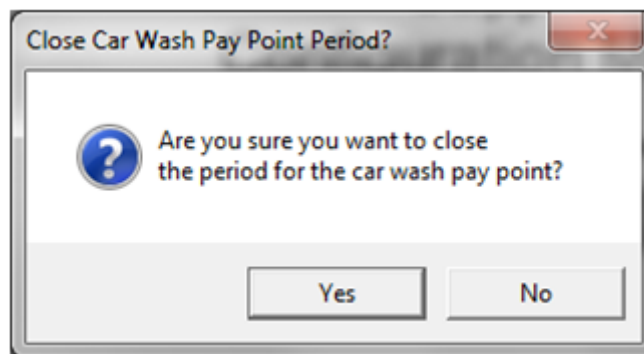 Close Car Wash Pay Point Period?
Are you sure you want to close
the period for the car wash pay point?
Yes
No